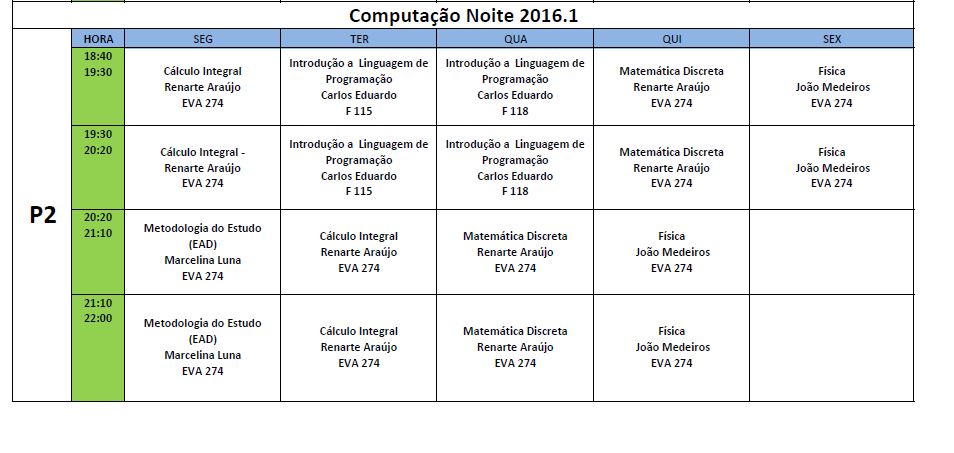 Computação Noite 2016.1
HORA SEG TER QUA QUI SEX
P2
18:40
19:30
Cálculo Integral
Renarte Araújo
EVA 274
Introdução a Linguagem de
Programação
Carlos Eduardo
F 115
Introdução a Linguagem de
Programação
Carlos Eduardo
F 118
Matemática Discreta
Renarte Araújo
EVA 274
Física
João Medeiros
EVA 274
19:30
20:20
Cálculo Integral -
Renarte Araújo
EVA 274
Introdução a Linguagem de
Programação
Carlos Eduardo
F 115
Introdução a Linguagem de
Programação
Carlos Eduardo
F 118
Matemática Discreta
Renarte Araújo
EVA 274
Física
João Medeiros
EVA 274
20:20
21:10
Metodologia do Estudo
(EAD)
Marcelina Luna
EVA 274
Cálculo Integral
Renarte Araújo
EVA 274
Matemática Discreta
Renarte Araújo
EVA 274
Física
João Medeiros
EVA 274
21:10
22:00
Metodologia do Estudo
(EAD)
Marcelina Luna
EVA 274
Cálculo Integral
Renarte Araújo
EVA 274
Matemática Discreta
Renarte Araújo
EVA 274
Física
João Medeiros
EVA 274